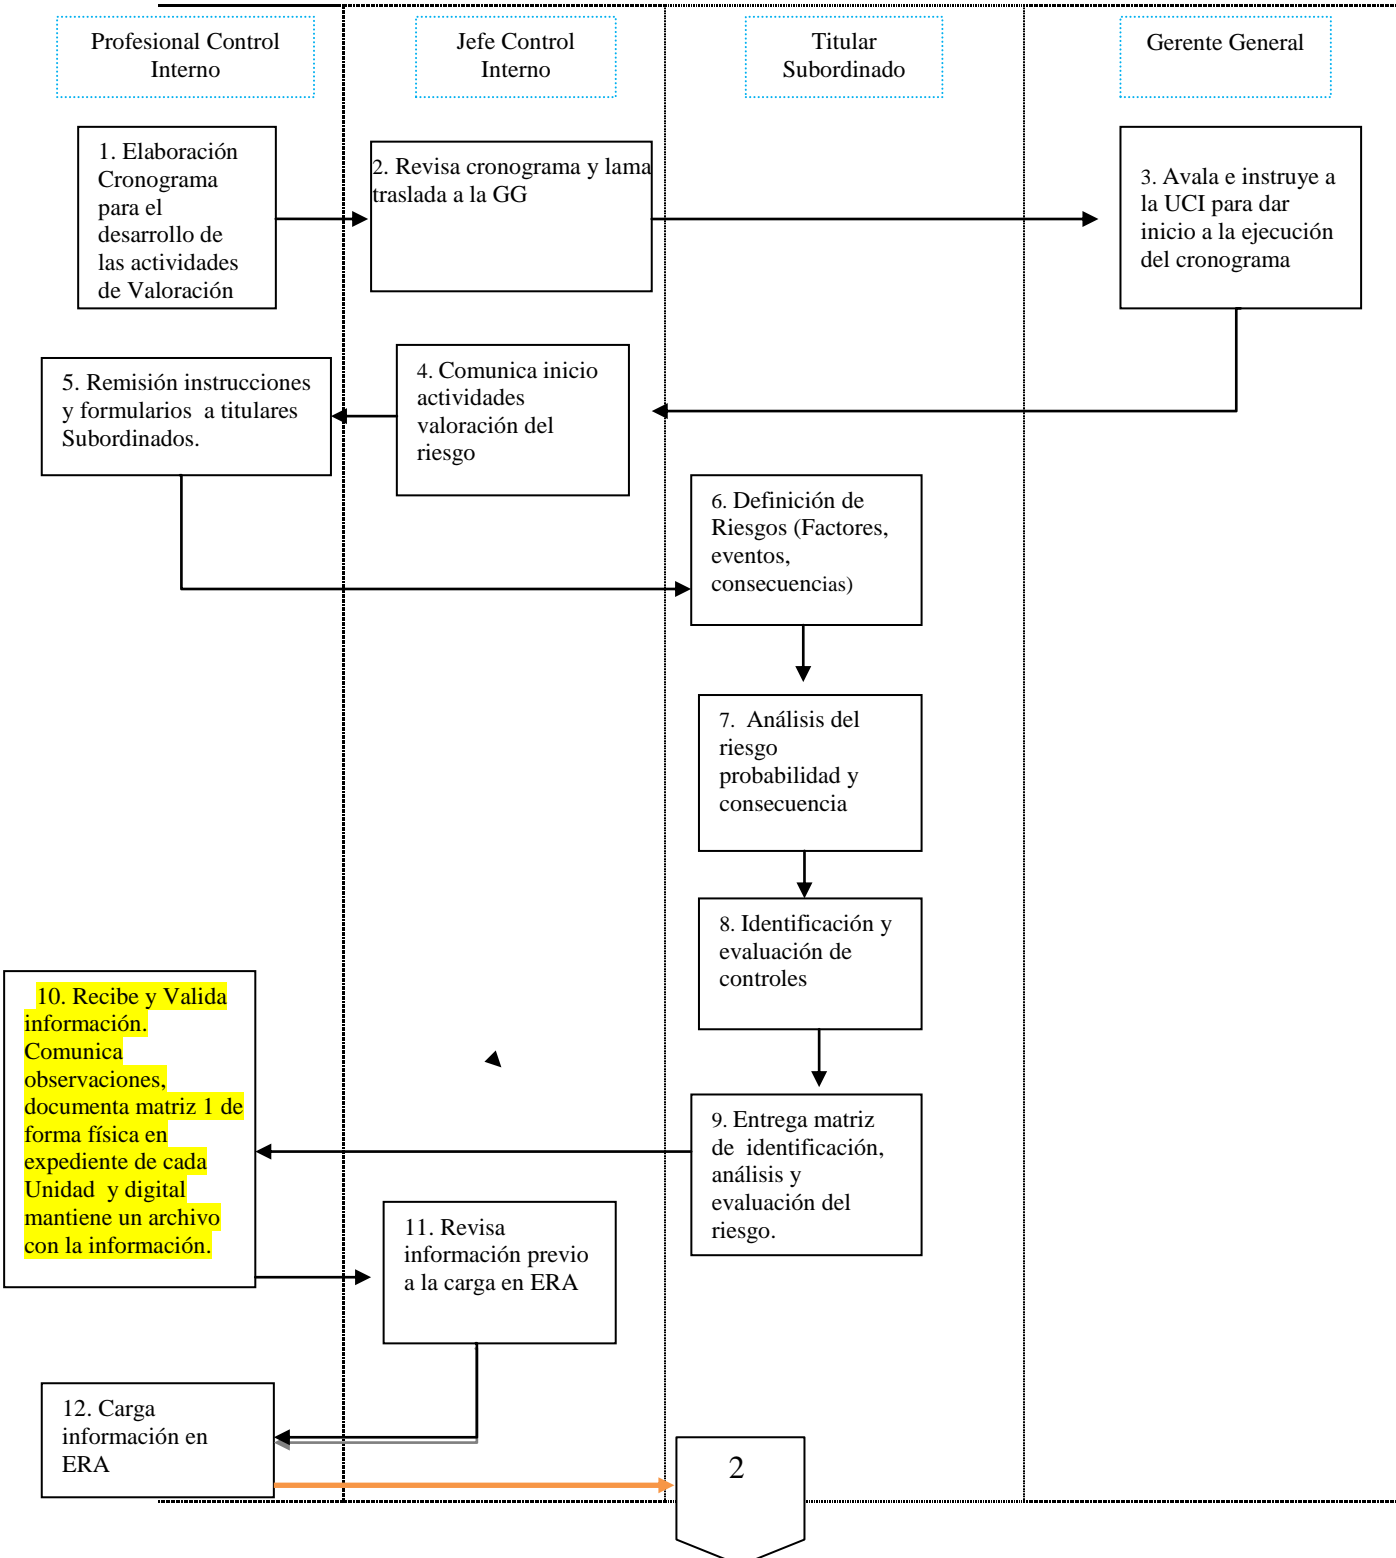 Profesional Control
Interno
Jefe Control
Interno
Titular
Subordinado
Gerente General
1. Elaboración
Cronograma
para el
desarrollo de
las actividades
de Valoración
2. Revisa cronograma y lama
traslada a la GG
3. Avala e instruye a
la UCI para dar
inicio a la ejecución
del cronograma
4. Comunica inicio
actividades
valoración del
riesgo
5. Remisión instrucciones
y formularios a titulares
Subordinados.
6. Definición de
Riesgos (Factores,
eventos,
consecuencias)
7. Análisis del
riesgo
probabilidad y
consecuencia
8. Identificación y
evaluación de
controles
9. Entrega matriz
de identificación,
análisis y
evaluación del
riesgo.
10. Recibe y Valida
información.
Comunica
observaciones,
documenta matriz 1 de
forma física en
expediente de cada
Unidad y digital
mantiene un archivo
con la información.
11. Revisa
información previo
a la carga en ERA
12. Carga
información en
ERA
2